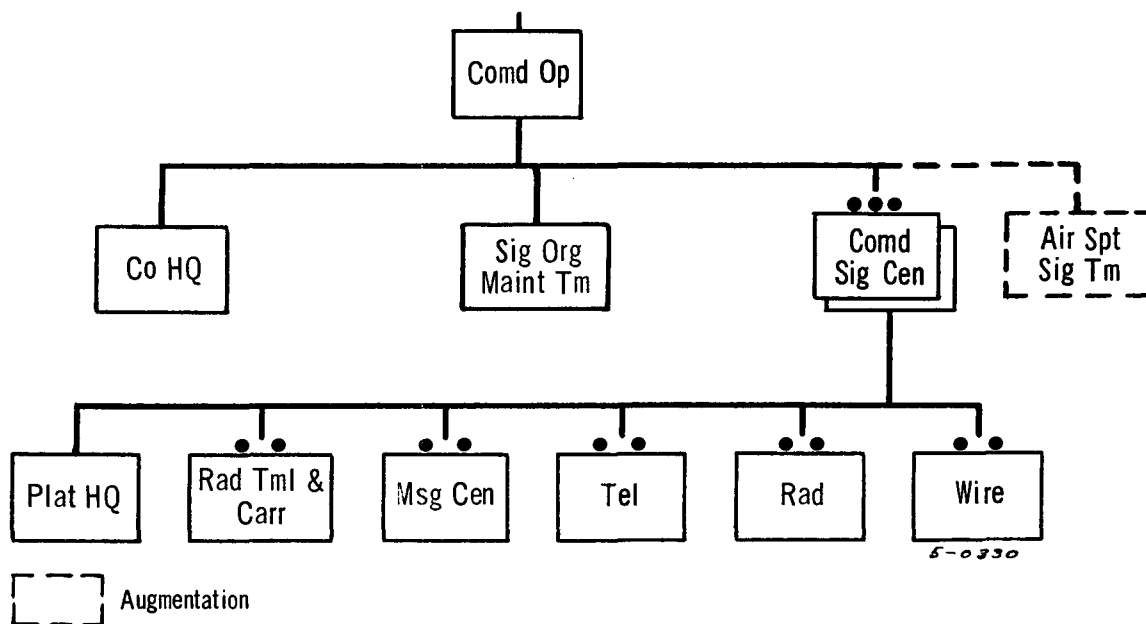 Comd Op
Co HQ
Sig Org
Maint Tm
Comd
Sig Cen
Air Spt
Sig Tm
Plat HQ
Rad Tml &
Carr
Msg Cen
Tel
Rad
Wire
5-0330
Augmentation